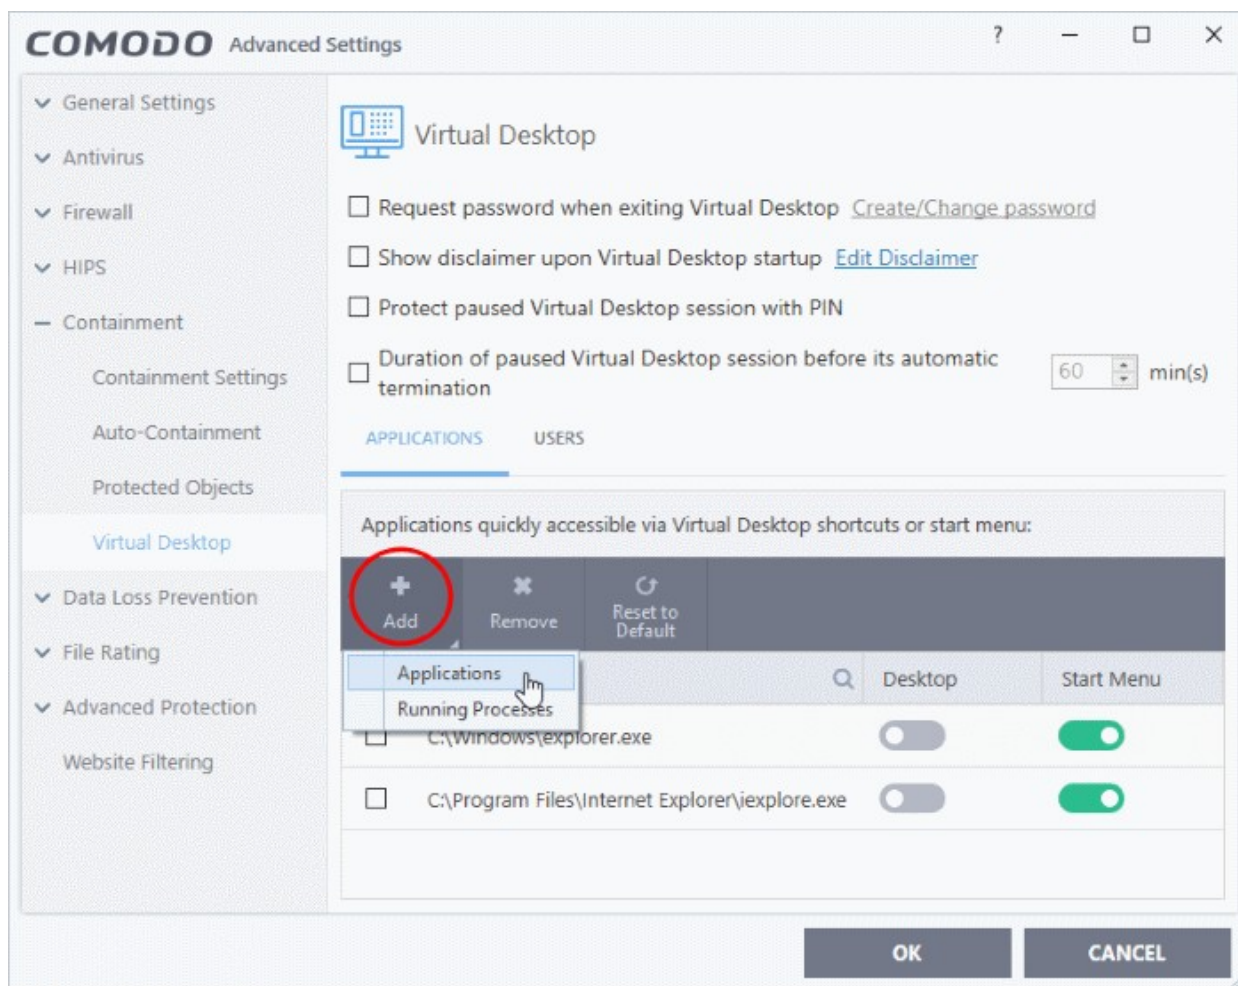 COMODO Advanced Settings
?
General Settings
Antivirus
Firewall
HIPS
Containment
Containment Settings
Auto-Containment
Protected Objects
Virtual Desktop
Data Loss Prevention
File Rating
Advanced Protection
Website Filtering
Virtual Desktop
Request password when exiting Virtual Desktop Create/Change password
Show disclaimer upon Virtual Desktop startup Edit Disclaimer
Protect paused Virtual Desktop session with PIN
Duration of paused Virtual Desktop session before its automatic
termination
60 min(s)
APPLICATIONS USERS
Applications quickly accessible via Virtual Desktop shortcuts or start menu:
Add Remove Reset to
Default
Applications
Running Processes
Desktop Start Menu
C:\Windows\explorer.exe
C:\Program Files\Internet Explorer\iexplore.exe
OK CANCEL